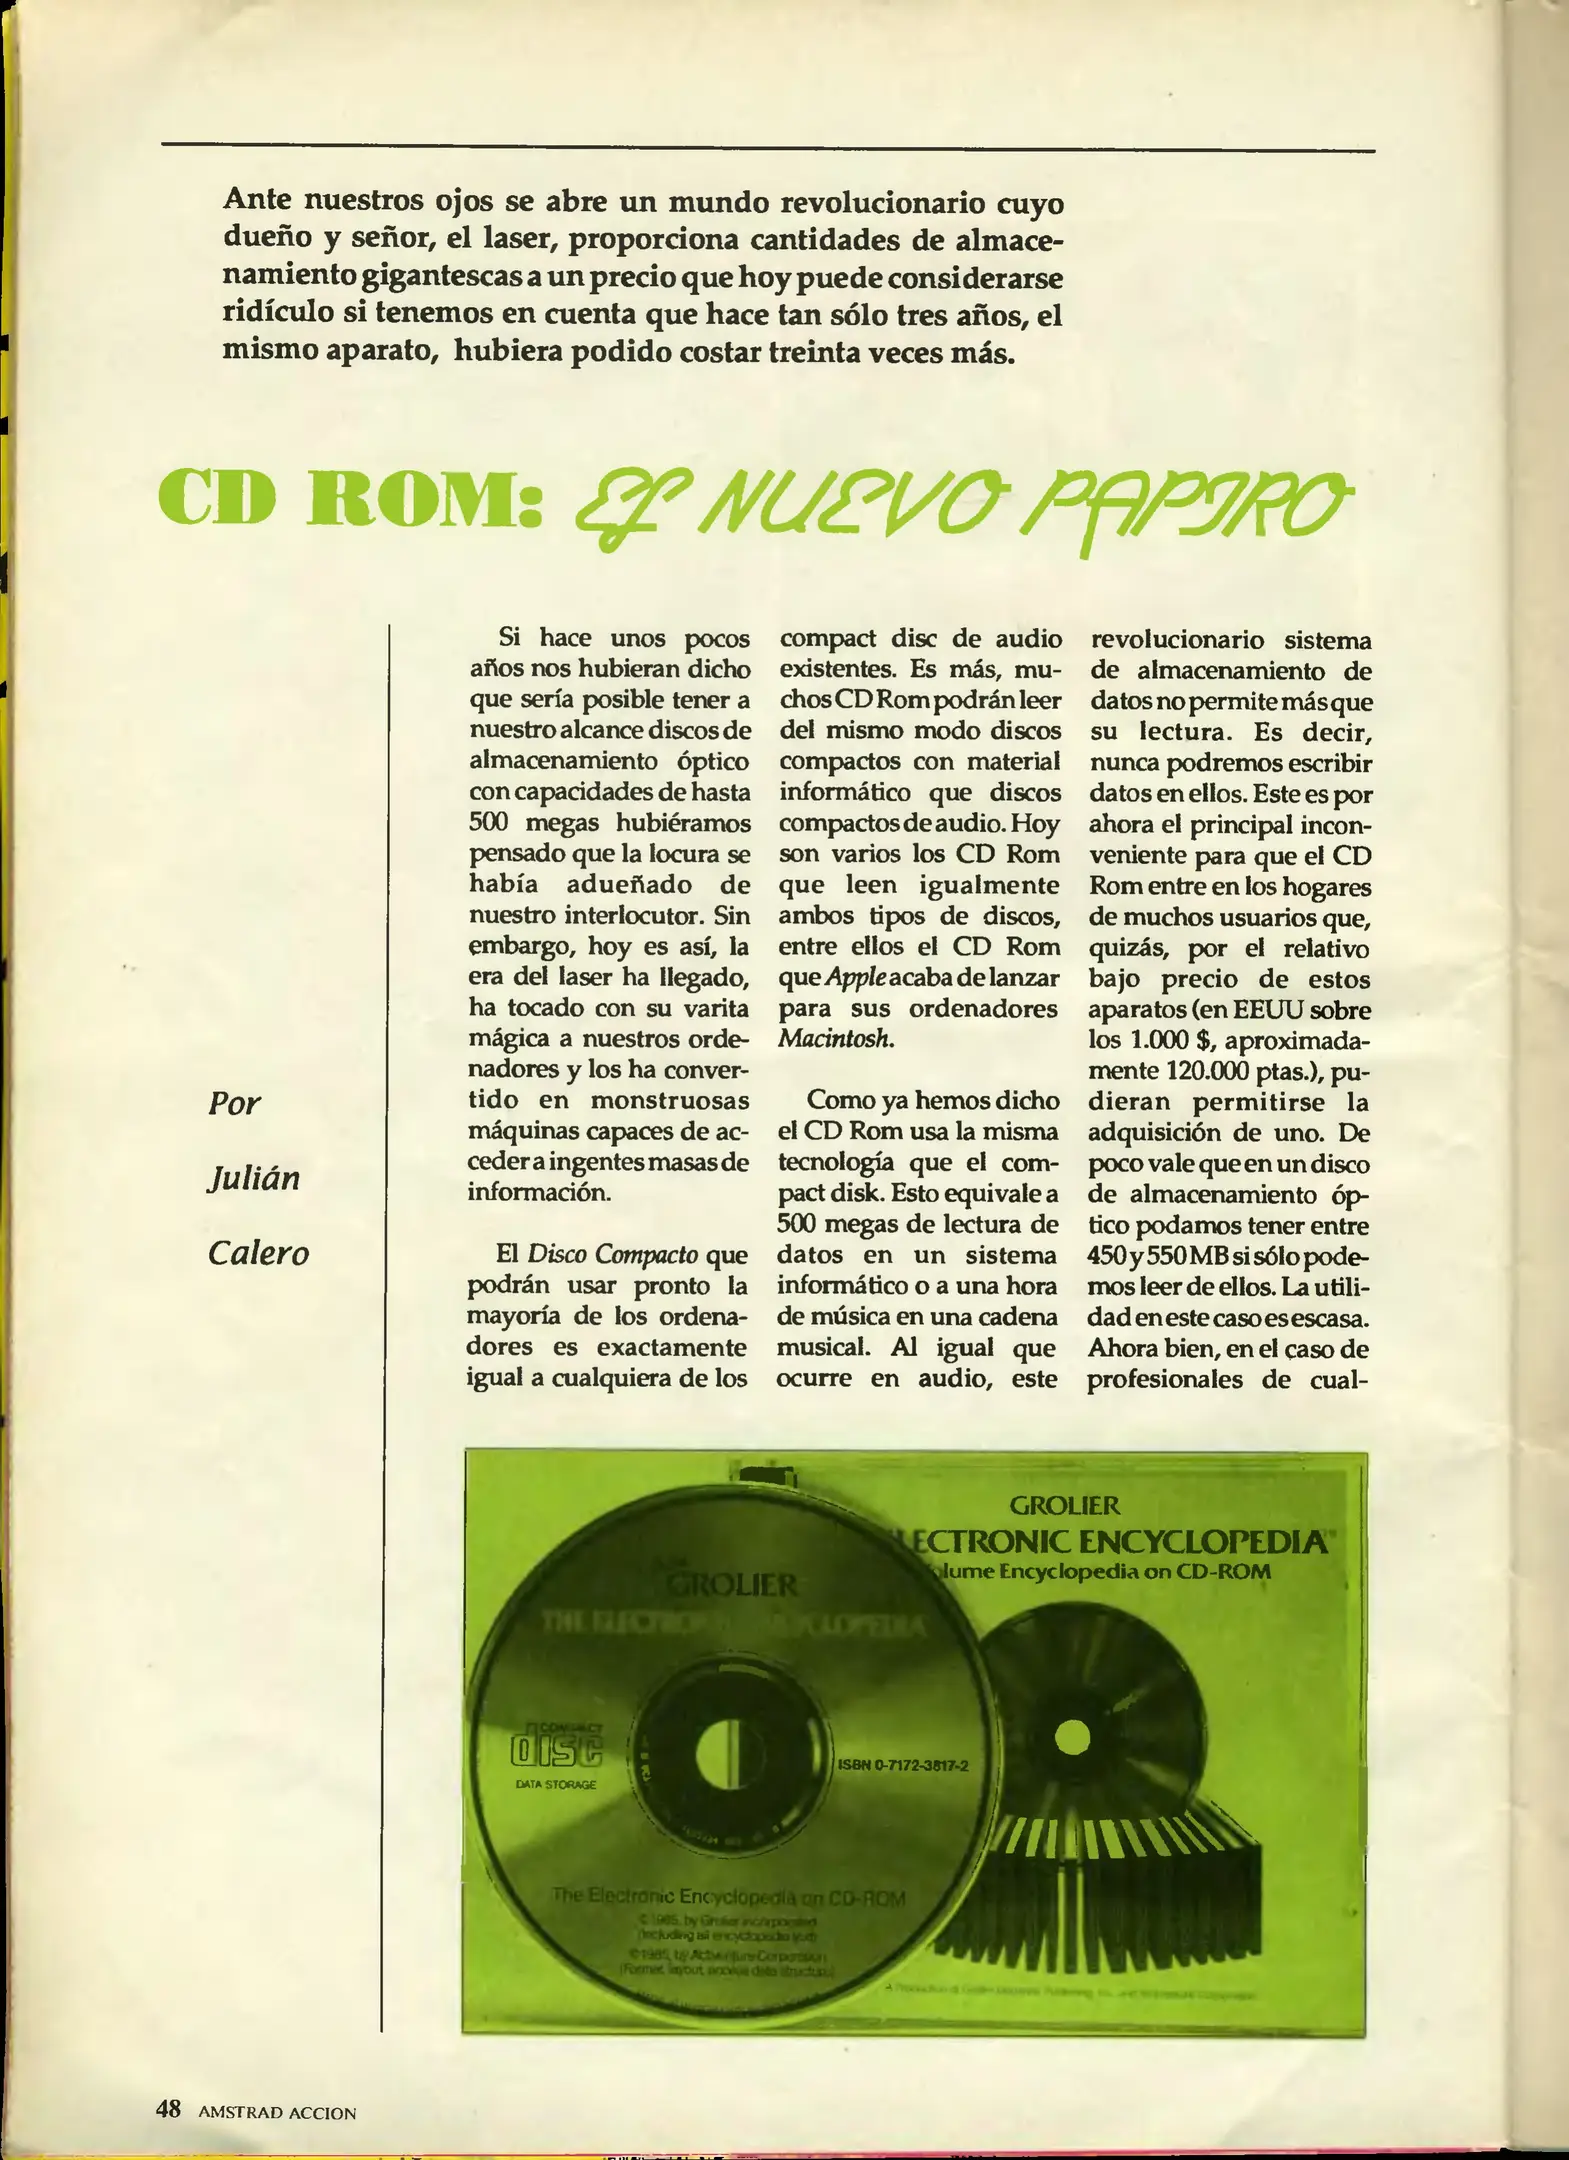 Ante nuestros ojos se abre un mundo revolucionario cuyo
dueño y señor, el laser, proporciona cantidades de almace-
namiento gigantescas a un precio que hoy puede considerarse
ridículo si tenemos en cuenta que hace tan sólo tres años, el
mismo aparato, hubiera podido costar treinta veces más.
CD ROM: EL NUEVO PAPIRO
Por
Julián
Calero
Si hace unos pocos
años nos hubieran dicho
que sería posible tener a
nuestro alcance discos de
almacenamiento óptico
con capacidades de hasta
500 megas hubiéramos
pensado que la locura se
había adueñado de
nuestro interlocutor. Sin
embargo, hoy es así, la
era del laser ha llegado,
ha tocado con su varita
mágica a nuestros orde-
nadores y los ha conver-
tido en monstruosas
máquinas capaces de ac-
ceder a ingentes masas de
información.
El Disco Compacto que
podrán usar pronto la
mayoría de los ordena-
dores es exactamente
igual a cualquiera de los
compact disc de audio
existentes. Es más, mu-
chos CD Rom podrán leer
del mismo modo discos
compactos con material
informático que discos
compactos de audio. Hoy
son varios los CD Rom
que leen igualmente
ambos tipos de discos,
entre ellos el CD Rom
que Apple acaba de lanzar
para sus ordenadores
Macintosh.
Como ya hemos dicho
el CD Rom usa la misma
tecnología que el com-
pact disk. Esto equivale a
500 megas de lectura de
datos en un sistema
informático o a una hora
de música en una cadena
musical. Al igual que
ocurre en audio, este
revolucionario sistema
de almacenamiento de
datos no permite más que
su lectura. Es decir,
nunca podremos escribir
datos en ellos. Este es por
ahora el principal incon-
veniente para que el CD
Rom entre en los hogares
de muchos usuarios que,
quizás, por el relativo
bajo precio de estos
aparatos (en EEUU sobre
los 1.000 $, aproximada-
mente 120.000 ptas.), pu-
dieran permitirse la
adquisición de uno. De
poco vale que en un disco
de almacenamiento óp-
tico podamos tener entre
450 y 550 MB si sólo pode-
mos leer de ellos. La utili-
dad en este caso es escasa.
Ahora bien, en el caso de
profesionales de cual-
GROLIER
ECTRONIC ENCYCLOPEDIA
lume Encyclopedia on CD-ROM
GROLIER
THE ELECTRONIC ENCYCLOPEDIA
COMPACT
disc
DATA STORAGE
ISBN 0-7172-3817-2
The Electronic Encyclopedia on CD-ROM
©1985, by Grolier Incorporated
48 AMSTRAD ACCION